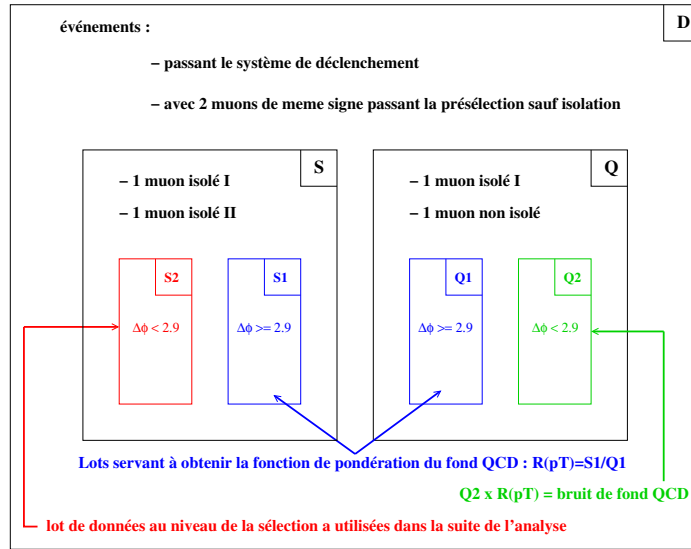 D
événements :
– passant le système de déclenchement
– avec 2 muons de meme signe passant la présélection sauf isolation
S
– 1 muon isolé I
– 1 muon isolé II
Q
– 1 muon isolé I
– 1 muon non isolé
S2
Δϕ < 2.9
S1
Δϕ >= 2.9
Q1
Δϕ >= 2.9
Q2
Δϕ < 2.9
Lots servant à obtenir la fonction de pondération du fond QCD : R(pT)=S1/Q1
Q2 x R(pT) = bruit de fond QCD
lot de données au niveau de la sélection a utilisées dans la suite de l'analyse